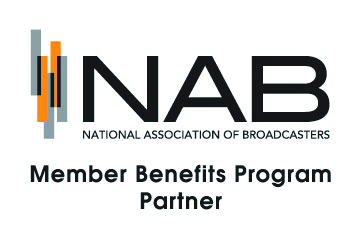 NAB
NATIONAL ASSOCIATION OF BROADCASTERS
Member Benefits Program
Partner